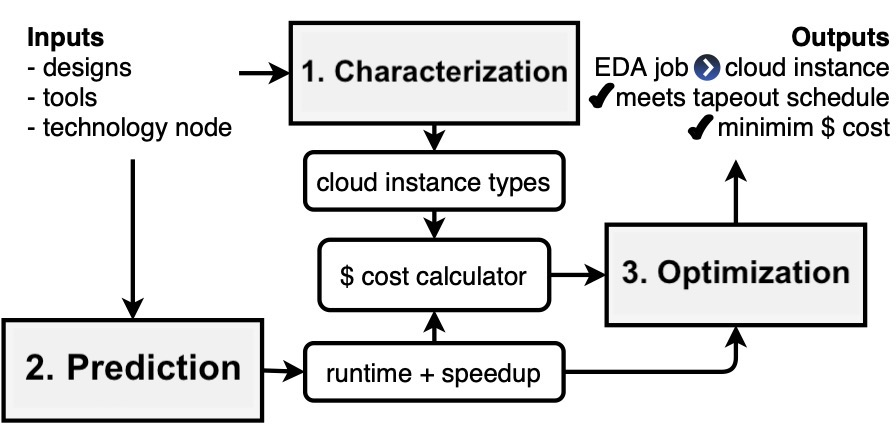 Inputs
- designs
- tools
- technology node
1. Characterization
Outputs
EDA job cloud instance
meets tapeout schedule
minimim $ cost
cloud instance types
$ cost calculator
3. Optimization
2. Prediction
runtime + speedup